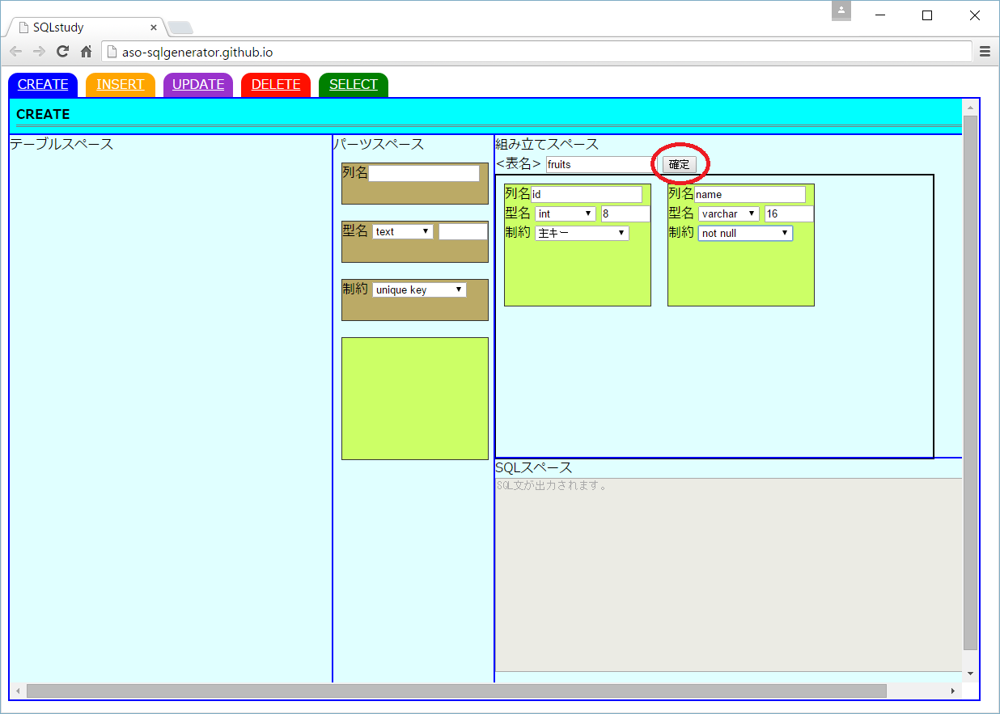 SQLstudy
aso-sqlgenerator.github.io
CREATE INSERT UPDATE DELETE SELECT
CREATE
テーブルスペース
パーツスペース
列名
型名 text
制約 unique key
組み立てスペース
<表名> fruits 確定
列名 id
型名 int 8
制約 主キー
列名 name
型名 varchar 16
制約 not null
SQLスペース
SQL文が出力されます。